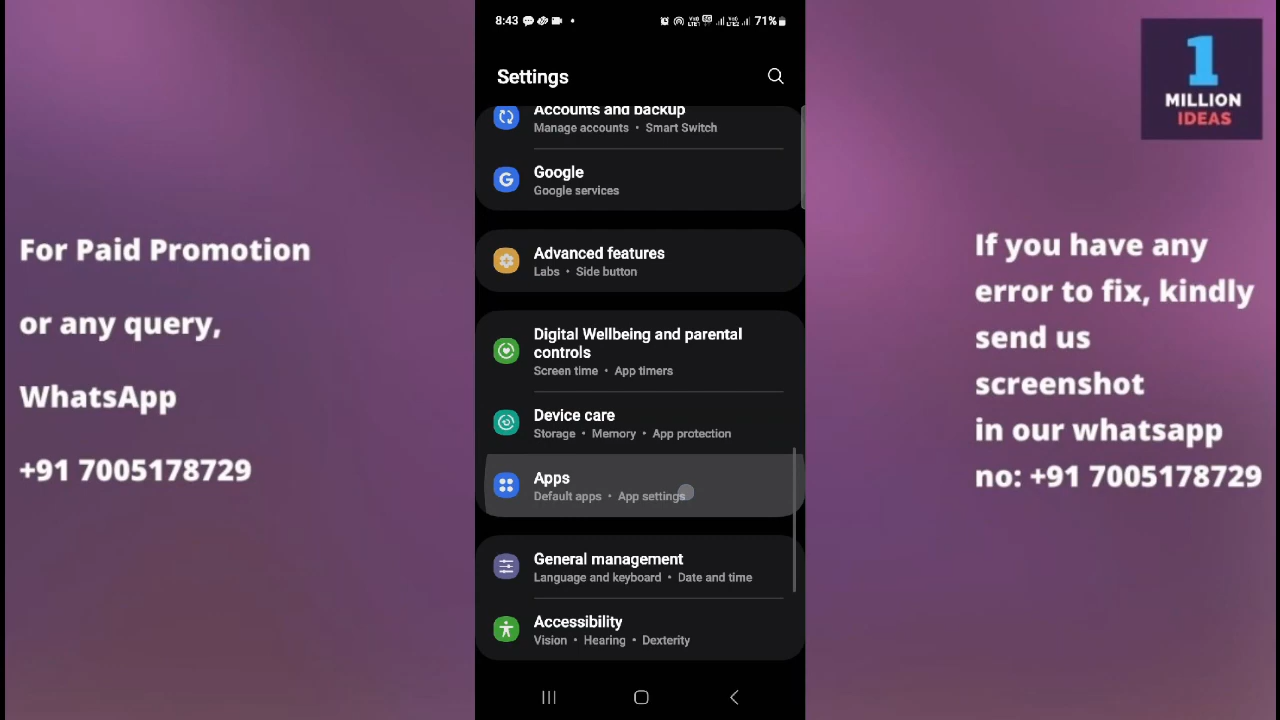 For Paid Promotion
or any query,
WhatsApp
+91 7005178729
8:43
71%
Settings
Accounts and backup
Manage accounts • Smart Switch
Google
Google services
Advanced features
Labs • Side button
Digital Wellbeing and parental
controls
Screen time • App timers
Device care
Storage • Memory • App protection
Apps
Default apps • App settings
General management
Language and keyboard • Date and time
Accessibility
Vision • Hearing • Dexterity
1
MILLION
IDEAS
If you have any
error to fix, kindly
send us
screenshot
in our whatsapp
no: +91 7005178729